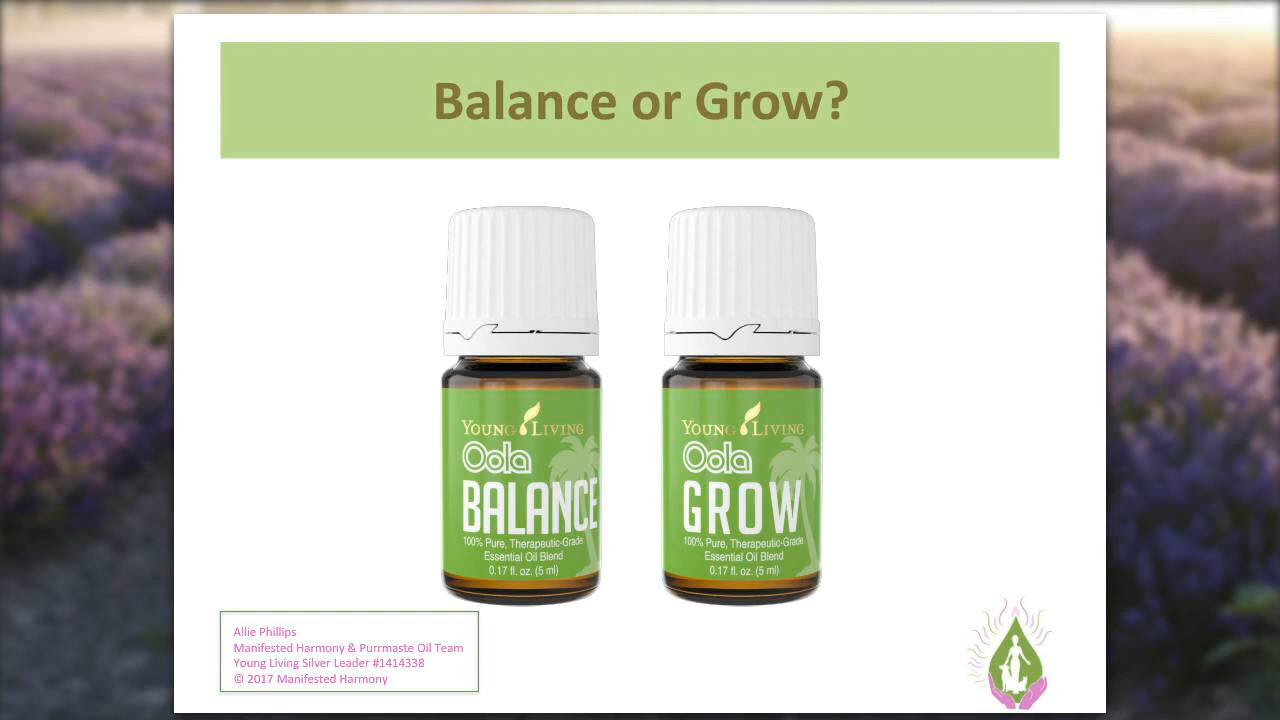 Balance or Grow?
YOUNG LIVING
Oola
BALANCE
100% Pure, Therapeutic-Grade
Essential Oil Blend
0.17 fl. oz. (5 ml)
YOUNG LIVING
Oola
GROW
100% Pure, Therapeutic-Grade
Essential Oil Blend
0.17 fl. oz. (5 ml)
Allie Phillips
Manifested Harmony & Purrmaste Oil Team
Young Living Silver Leader #1414338
© 2017 Manifested Harmony